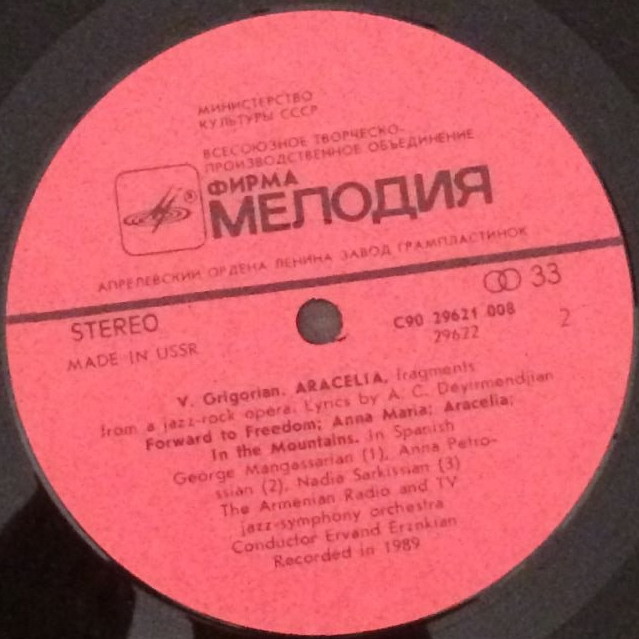 МИНИСТЕРСТВО
КУЛЬТУРЫ СССР
ВСЕСОЮЗНОЕ ТВОРЧЕСКО-
ПРОИЗВОДСТВЕННОЕ ОБЪЕДИНЕНИЕ
®
ФИРМА
МЕЛОДИЯ
АПРЕЛЕВСКИЙ ОРДЕНА ЛЕНИНА ЗАВОД ГРАМПЛАСТИНОК
STEREO
33
MADE IN USSR
С90 29621 008
29622
2
V. Grigorian. ARACELIA, fragments
from a jazz-rock opera. Lyrics by A. C. Deyirmendjian
Forward to Freedom; Anna Maria; Aracelia;
In the Mountains. In Spanish
George Mangassarian (1), Anna Petro-
ssian (2), Nadia Sarkissian (3)
The Armenian Radio and TV
jazz-symphony orchestra
Conductor Ervand Erznkian
Recorded in 1989